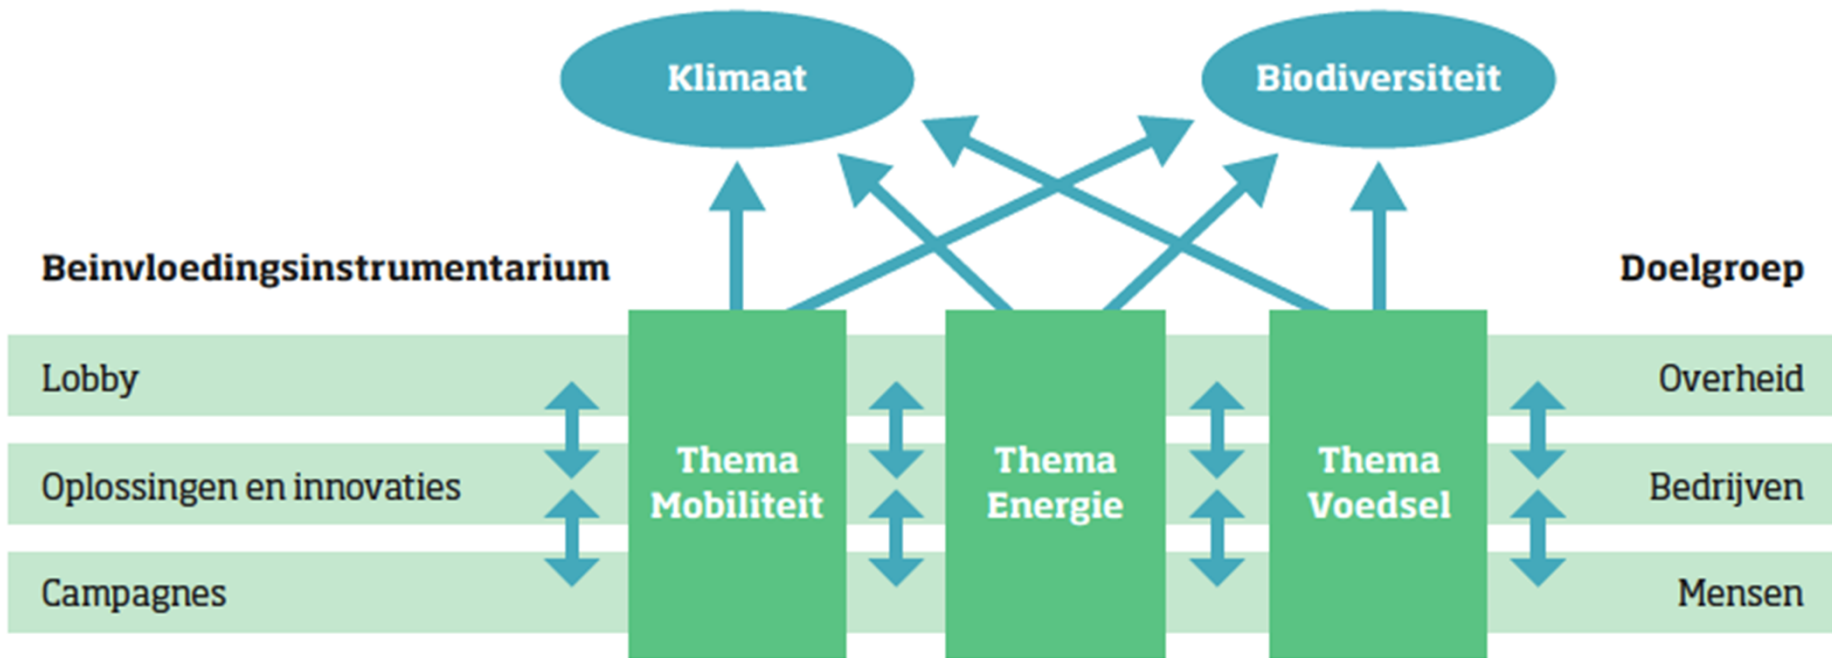 Klimaat
Biodiversiteit
Beinvloedingsinstrumentarium
Doelgroep
Lobby
Overheid
Thema
Mobiliteit
Thema
Energie
Thema
Voedsel
Oplossingen en innovaties
Bedrijven
Campagnes
Mensen